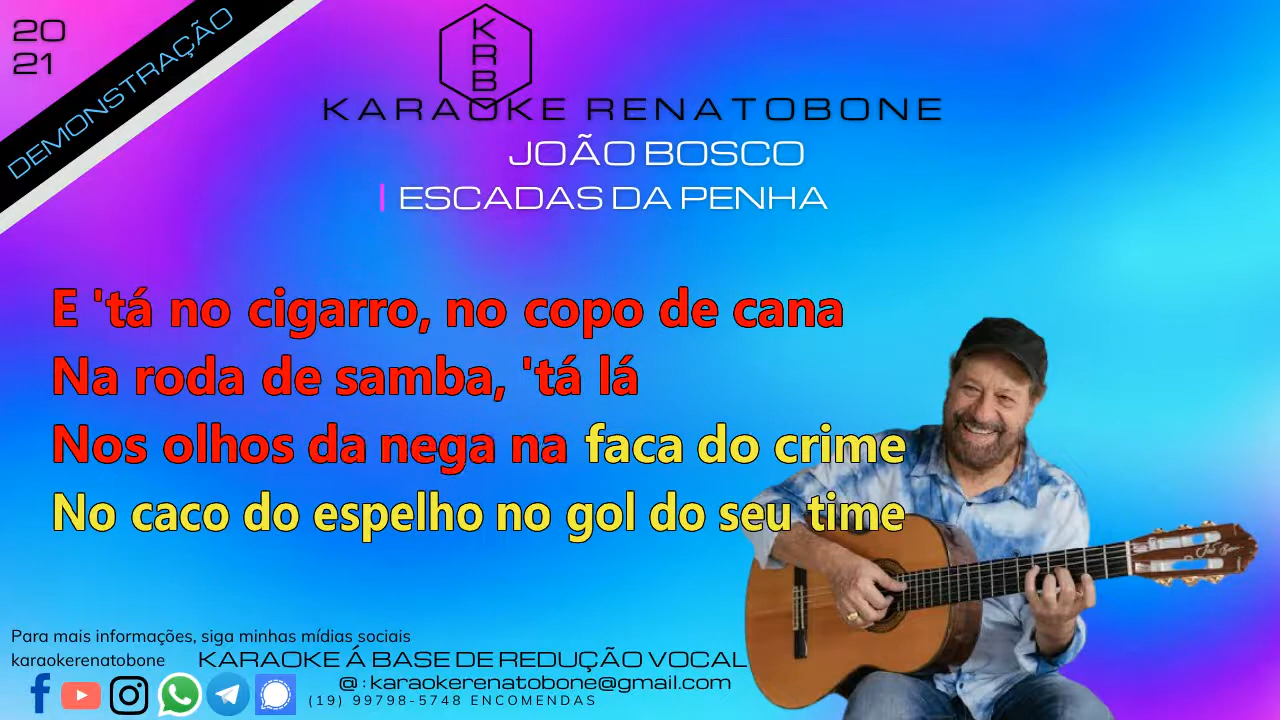 20
21
DEMONSTRAÇÃO
K
R
B
KARAOKE RENATOBONE
JOÃO BOSCO
ESCADAS DA PENHA
E 'tá no cigarro, no copo de cana
Na roda de samba, 'tá lá
Nos olhos da nega na faca do crime
No caco do espelho no gol do seu time
Para mais informações, siga minhas mídias sociais
karaokerenatobone
KARAOKE Á BASE DE REDUÇÃO VOCAL
@ : karaokerenatobone@gmail.com
(19) 99798-5748 ENCOMENDAS